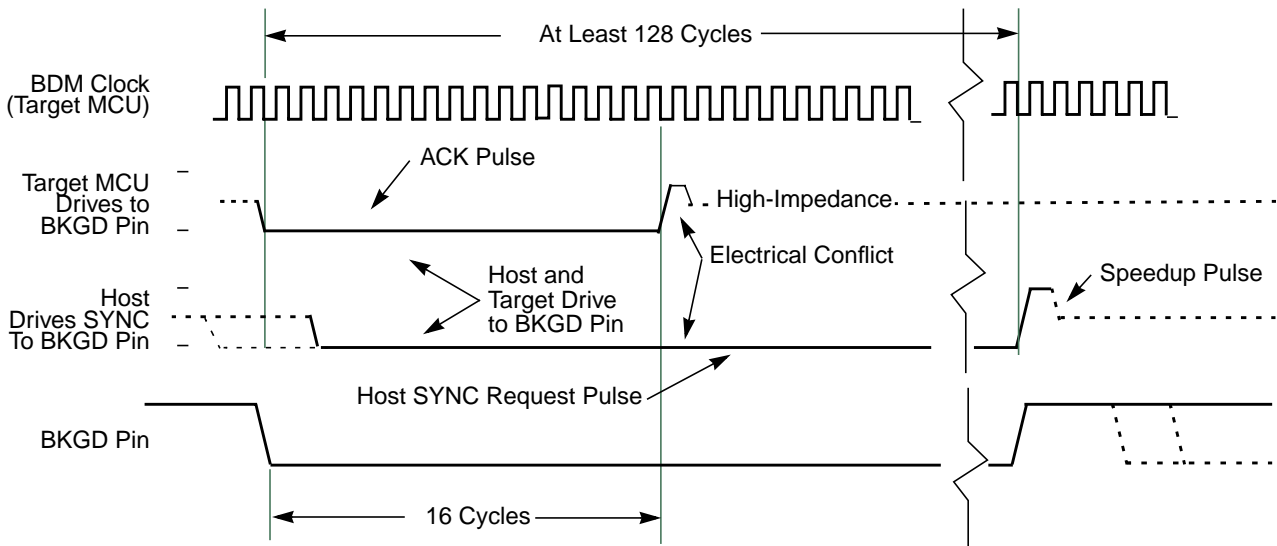 At Least 128 Cycles
BDM Clock
(Target MCU)
ACK Pulse
Target MCU
Drives to
BKGD Pin
High-Impedance
Electrical Conflict
Host and
Target Drive
to BKGD Pin
Speedup Pulse
Host
Drives SYNC
To BKGD Pin
Host SYNC Request Pulse
BKGD Pin
16 Cycles